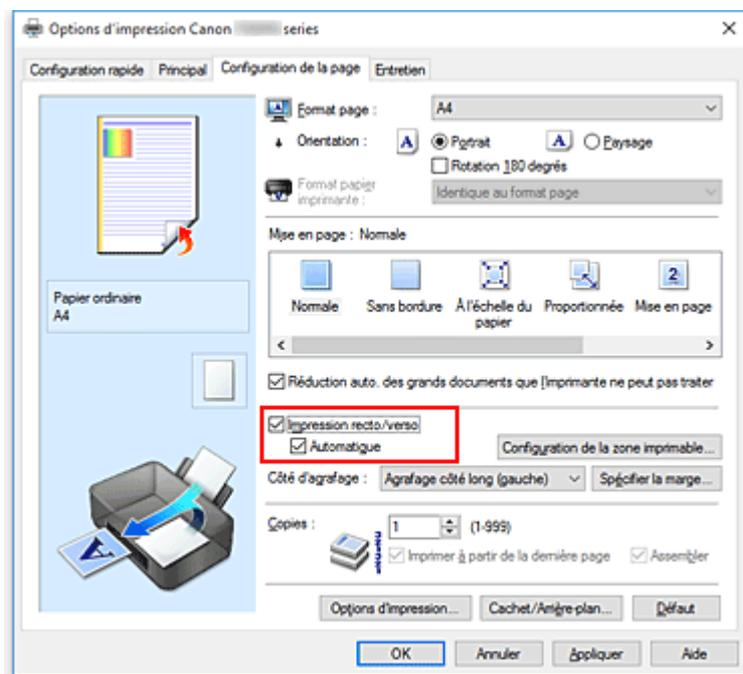 Options d'impression Canon series
Configuration rapide Principal Configuration de la page Entretien
Format page : A4
Orientation : A Portrait A Paysage
Rotation 180 degrés
Format papier imprimante : Identique au format page
Mise en page : Normale
Normale Sans bordure À l'échelle du papier Proportionnée 2 Mise en page
Papier ordinaire
A4
Réduction auto. des grands documents que l'imprimante ne peut pas traiter
Impression recto/verso
Automatique
Configuration de la zone imprimable...
Côté d'agrafage : Agrafage côté long (gauche) Spécifier la marge...
Copies : 1 (1-999)
Imprimer à partir de la dernière page Assembler
Options d'impression... Cachet/Arrière-plan... Défaut
OK Annuler Appliquer Aide